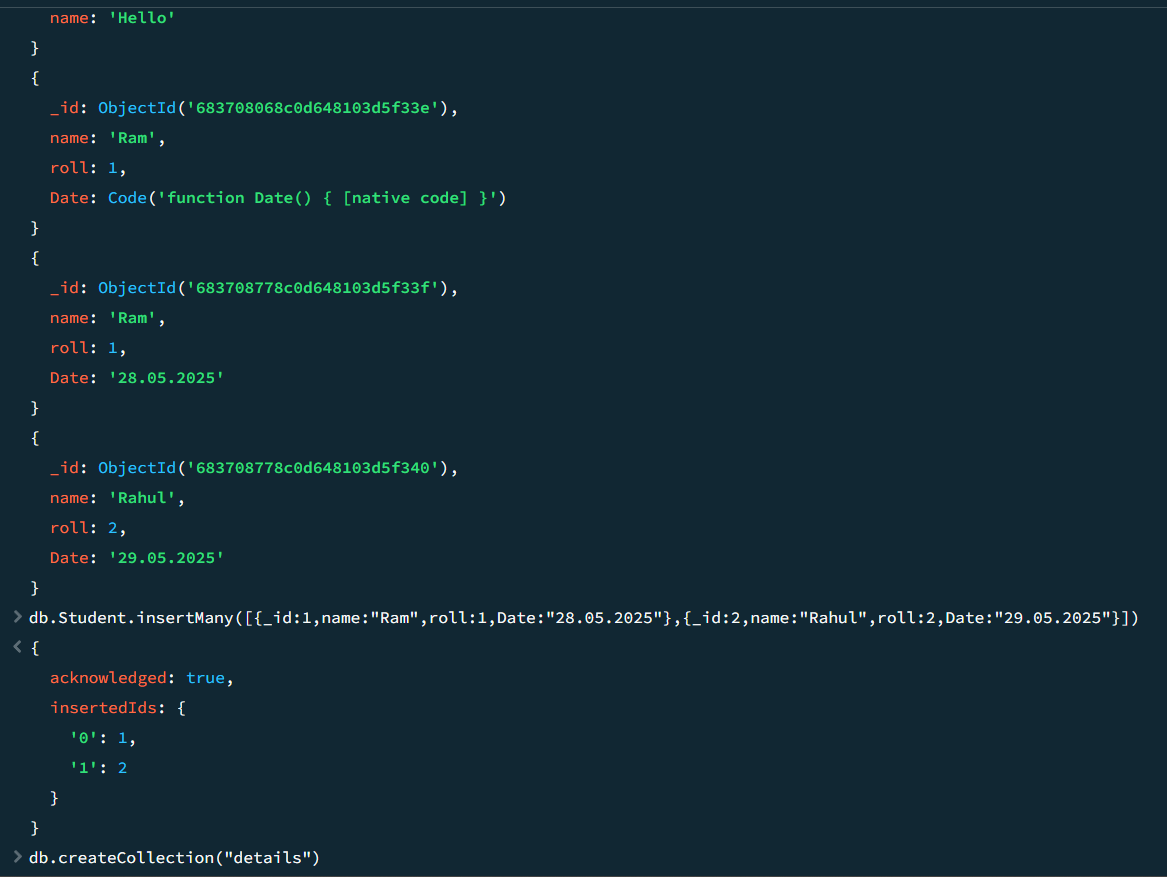 name: 'Hello'
}
{
_id: ObjectId('683708068c0d648103d5f33e'),
name: 'Ram',
roll: 1,
Date: Code('function Date() { [native code] }')
}
{
_id: ObjectId('683708778c0d648103d5f33f'),
name: 'Ram',
roll: 1,
Date: '28.05.2025'
}
{
_id: ObjectId('683708778c0d648103d5f340'),
name: 'Rahul',
roll: 2,
Date: '29.05.2025'
}
> db.Student.insertMany([{_id:1,name:"Ram",roll:1,Date:"28.05.2025"},{_id:2,name:"Rahul",roll:2,Date:"29.05.2025"}])
< {
acknowledged: true,
insertedIds: {
'0': 1,
'1': 2
}
}
> db.createCollection("details")